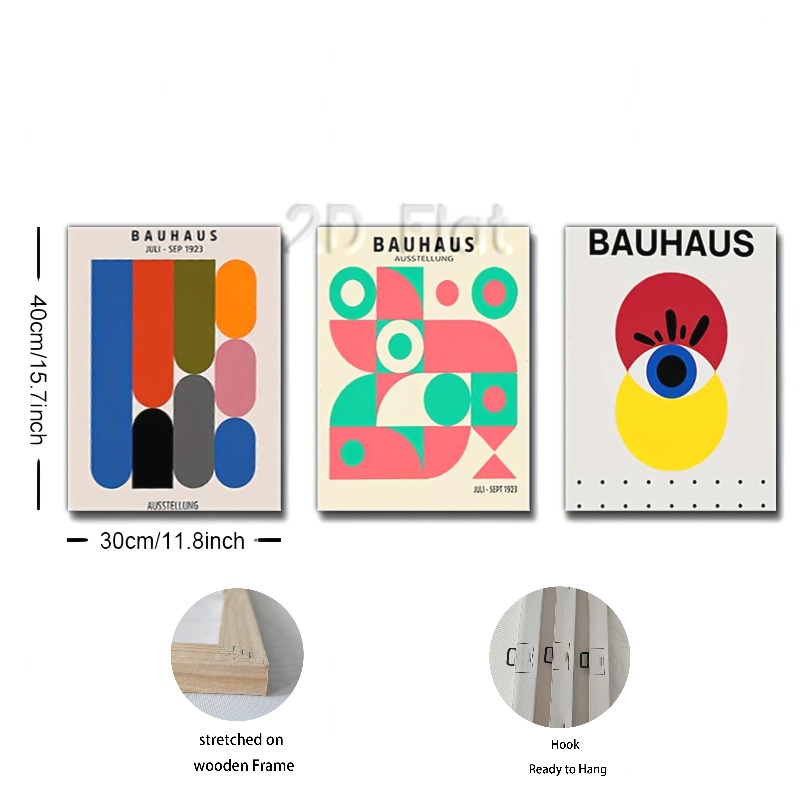 2D Flat
BAUHAUS
JULI - SEP 1923
AUSSTELLUNG
BAUHAUS
AUSSTELLUNG
JULI - SEPT 1923
BAUHAUS
40cm/15.7inch
30cm/11.8inch
stretched on
wooden Frame
Hook
Ready to Hang